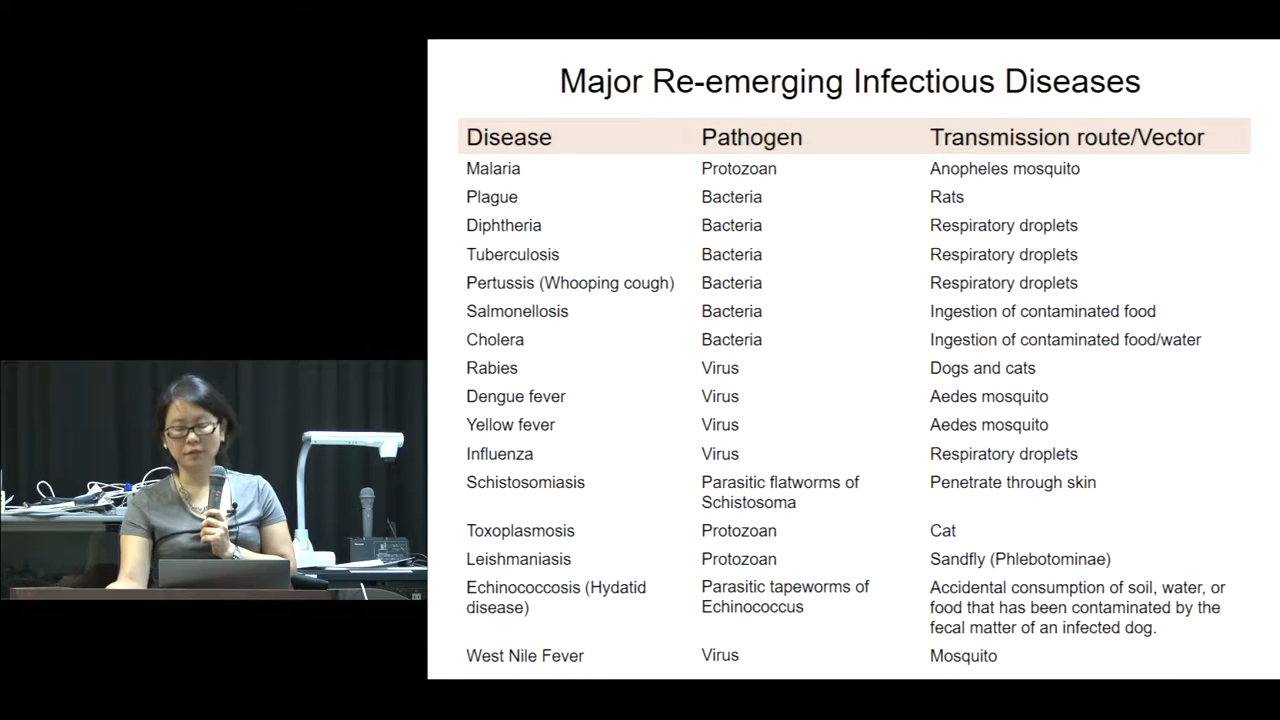 Major Re-emerging Infectious Diseases
Disease Pathogen Transmission route/Vector
Malaria Protozoan Anopheles mosquito
Plague Bacteria Rats
Diphtheria Bacteria Respiratory droplets
Tuberculosis Bacteria Respiratory droplets
Pertussis (Whooping cough) Bacteria Respiratory droplets
Salmonellosis Bacteria Ingestion of contaminated food
Cholera Bacteria Ingestion of contaminated food/water
Rabies Virus Dogs and cats
Dengue fever Virus Aedes mosquito
Yellow fever Virus Aedes mosquito
Influenza Virus Respiratory droplets
Schistosomiasis Parasitic flatworms of Penetrate through skin
Schistosoma
Toxoplasmosis Protozoan Cat
Leishmaniasis Protozoan Sandfly (Phlebotominae)
Echinococcosis (Hydatid Parasitic tapeworms of Accidental consumption of soil, water, or
disease) Echinococcus food that has been contaminated by the
fecal matter of an infected dog.
West Nile Fever Virus Mosquito